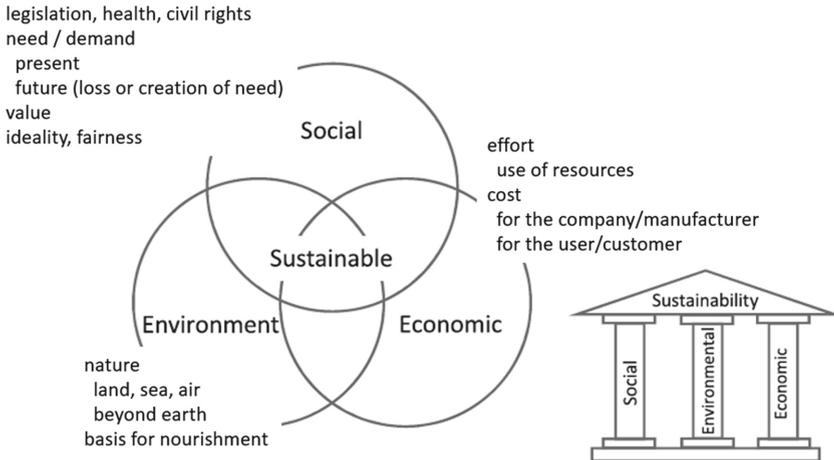 legislation, health, civil rights
need / demand
present
future (loss or creation of need)
value
ideality, fairness
Social
effort
use of resources
cost
for the company/manufacturer
for the user/customer
Sustainable
Environment
Economic
nature
land, sea, air
beyond earth
basis for nourishment
Sustainability
Social
Environmental
Economic